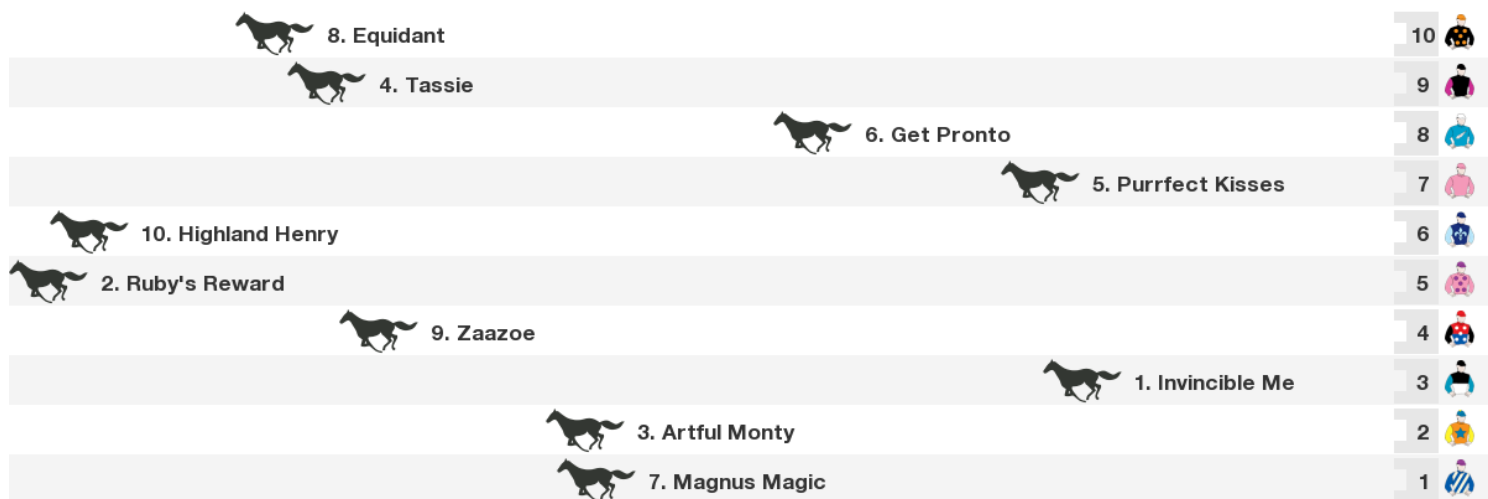 8. Equidant 10
4. Tassie 9
6. Get Pronto 8
5. Purrfect Kisses 7
10. Highland Henry 6
2. Ruby's Reward 5
9. Zaazoe 4
1. Invincible Me 3
3. Artful Monty 2
7. Magnus Magic 1